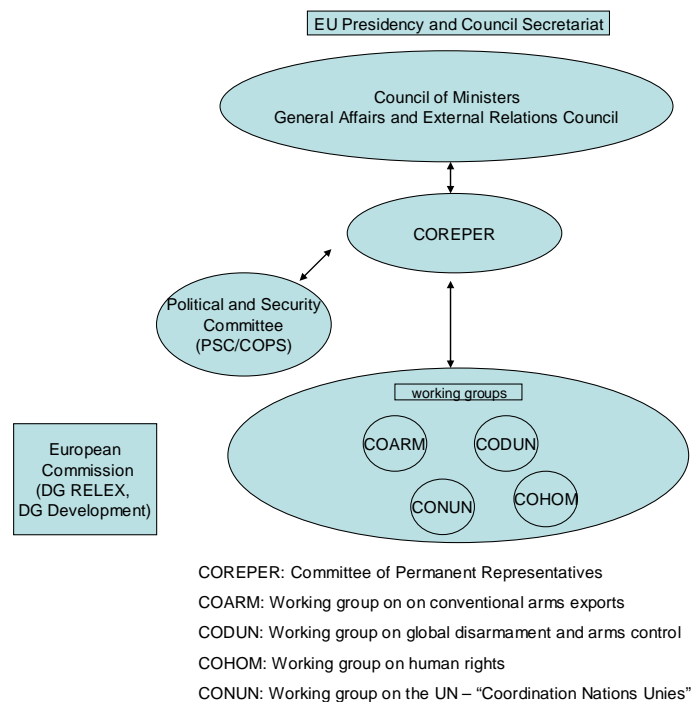 EU Presidency and Council Secretariat
Council of Ministers
General Affairs and External Relations Council
COREPER
Political and Security
Committee
(PSC/COPS)
working groups
COARM
CODUN
CONUN
COHOM
European
Commission
(DG RELEX,
DG Development)
COREPER: Committee of Permanent Representatives
COARM: Working group on on conventional arms exports
CODUN: Working group on global disarmament and arms control
COHOM: Working group on human rights
CONUN: Working group on the UN – “Coordination Nations Unies”